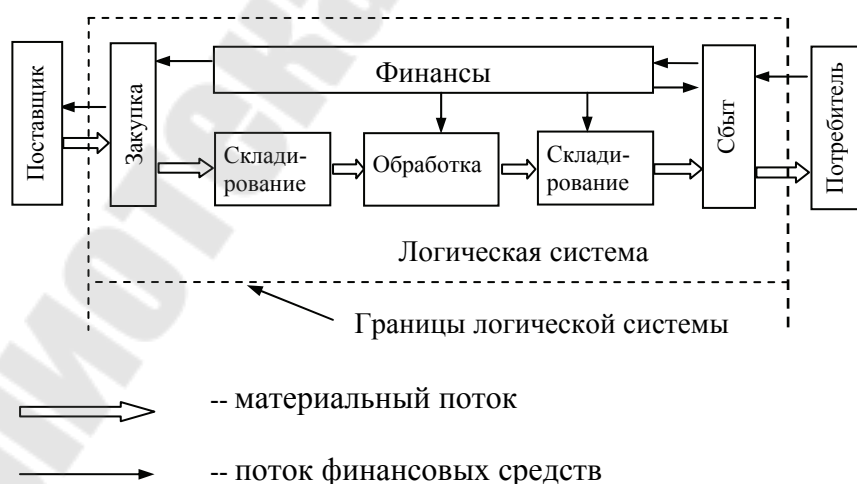 Поставщик
Закупка
Финансы
Склади-
рование
Обработка
Склади-
рование
Сбыт
Потребитель
Логическая система
Границы логической системы
-- материальный поток
-- поток финансовых средств